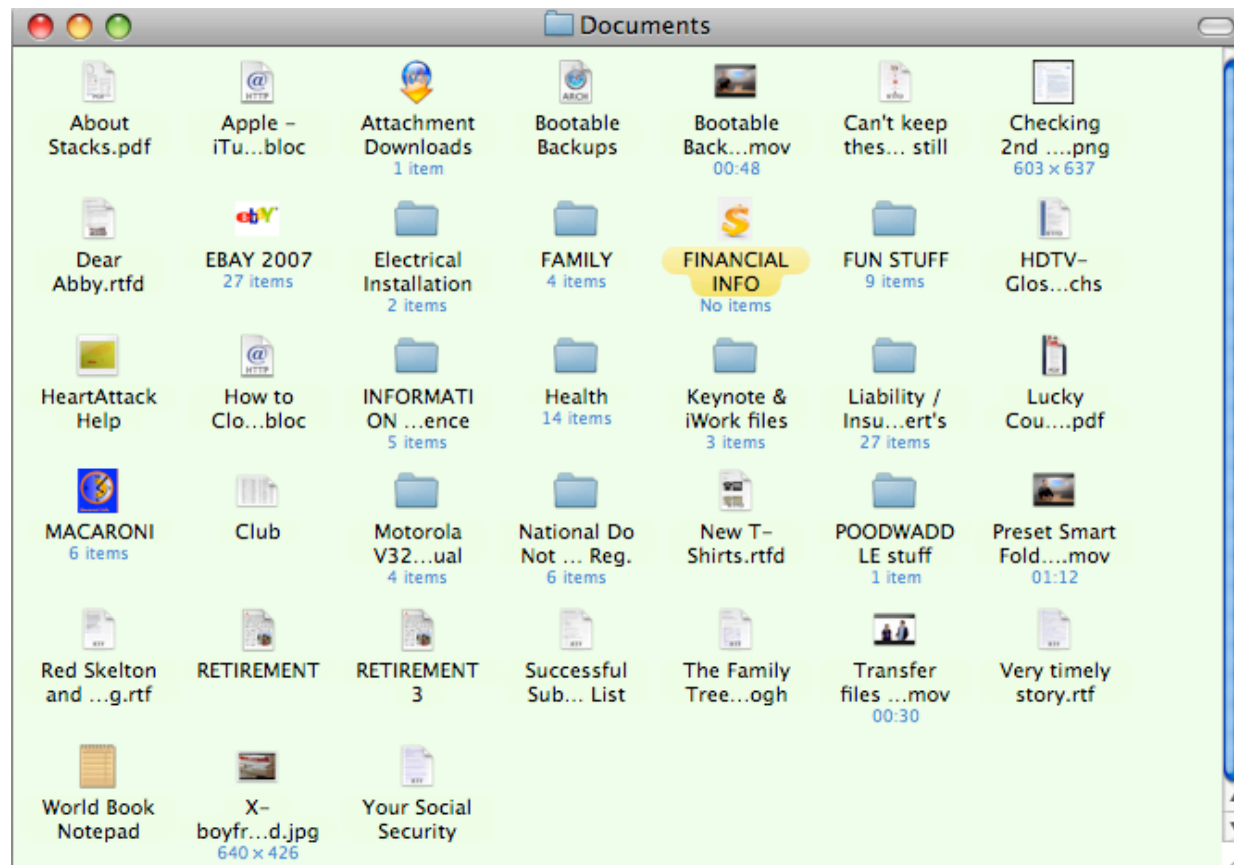 Documents
About
Stacks.pdf
Apple –
iTu...bloc
Attachment
Downloads
1 item
Bootable
Backups
Bootable
Back...mov
00:48
Can't keep
thes... still
Checking
2nd ....png
603 × 637
Dear
Abby.rtfd
EBAY 2007
27 items
Electrical
Installation
2 items
FAMILY
4 items
FINANCIAL
INFO
No items
FUN STUFF
9 items
HDTV–
Glos...chs
HeartAttack
Help
How to
Clo...bloc
INFORMATI
ON ...ence
5 items
Health
14 items
Keynote &
iWork files
3 items
Liability /
Insu...ert's
27 items
Lucky
Cou....pdf
MACARONI
6 items
Club
Motorola
V32...ual
4 items
National Do
Not ... Reg.
6 items
New T–
Shirts.rtfd
POODWADD
LE stuff
1 item
Preset Smart
Fold....mov
01:12
Red Skelton
and ...g.rtf
RETIREMENT
RETIREMENT
3
Successful
Sub... List
The Family
Tree...ogh
Transfer
files ...mov
00:30
Very timely
story.rtf
World Book
Notepad
X–
boyfr...d.jpg
640 × 426
Your Social
Security